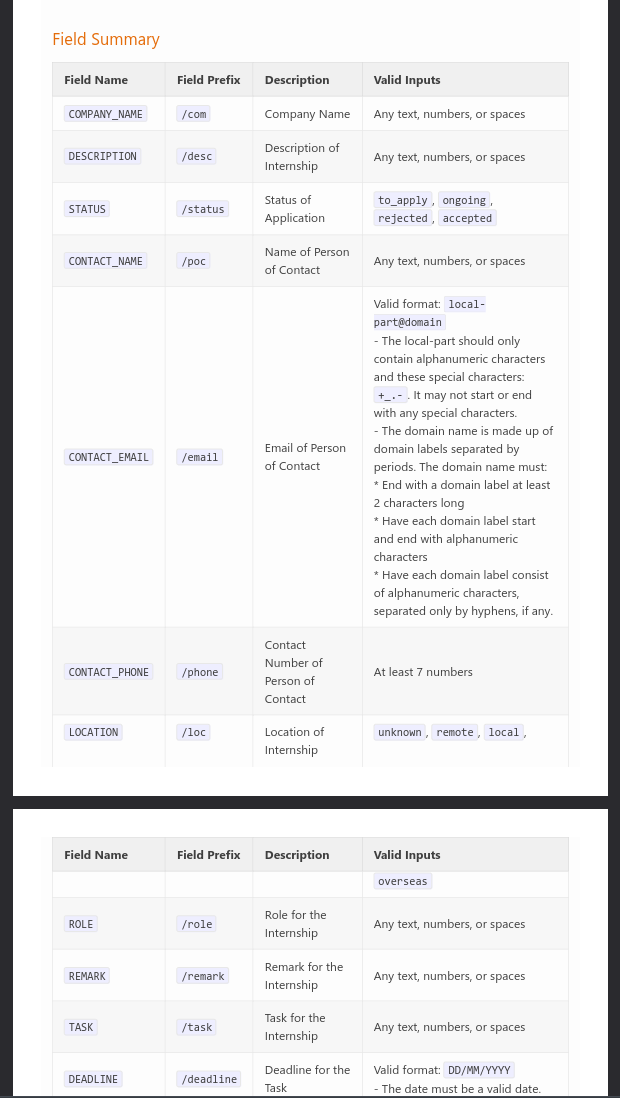 Field Summary
Field Name Field Prefix Description Valid Inputs
COMPANY_NAME /com Company Name Any text, numbers, or spaces
DESCRIPTION /desc Description of Internship Any text, numbers, or spaces
STATUS /status Status of Application to_apply, ongoing,
rejected, accepted
CONTACT_NAME /poc Name of Person of Contact Any text, numbers, or spaces
CONTACT_EMAIL /email Email of Person of Contact
Valid format: local-
part@domain
- The local-part should only
contain alphanumeric characters
and these special characters:
+_.-. It may not start or end
with any special characters.
- The domain name is made up of
domain labels separated by
periods. The domain name must:
* End with a domain label at least
2 characters long
* Have each domain label start
and end with alphanumeric
characters
* Have each domain label consist
of alphanumeric characters,
separated only by hyphens, if any.
CONTACT_PHONE /phone Contact Number of Person of Contact At least 7 numbers
LOCATION /loc Location of Internship unknown, remote, local,
Field Name Field Prefix Description Valid Inputs
overseas
ROLE /role Role for the Internship Any text, numbers, or spaces
REMARK /remark Remark for the Internship Any text, numbers, or spaces
TASK /task Task for the Internship Any text, numbers, or spaces
DEADLINE /deadline Deadline for the Task Valid format: DD/MM/YYYY
- The date must be a valid date.